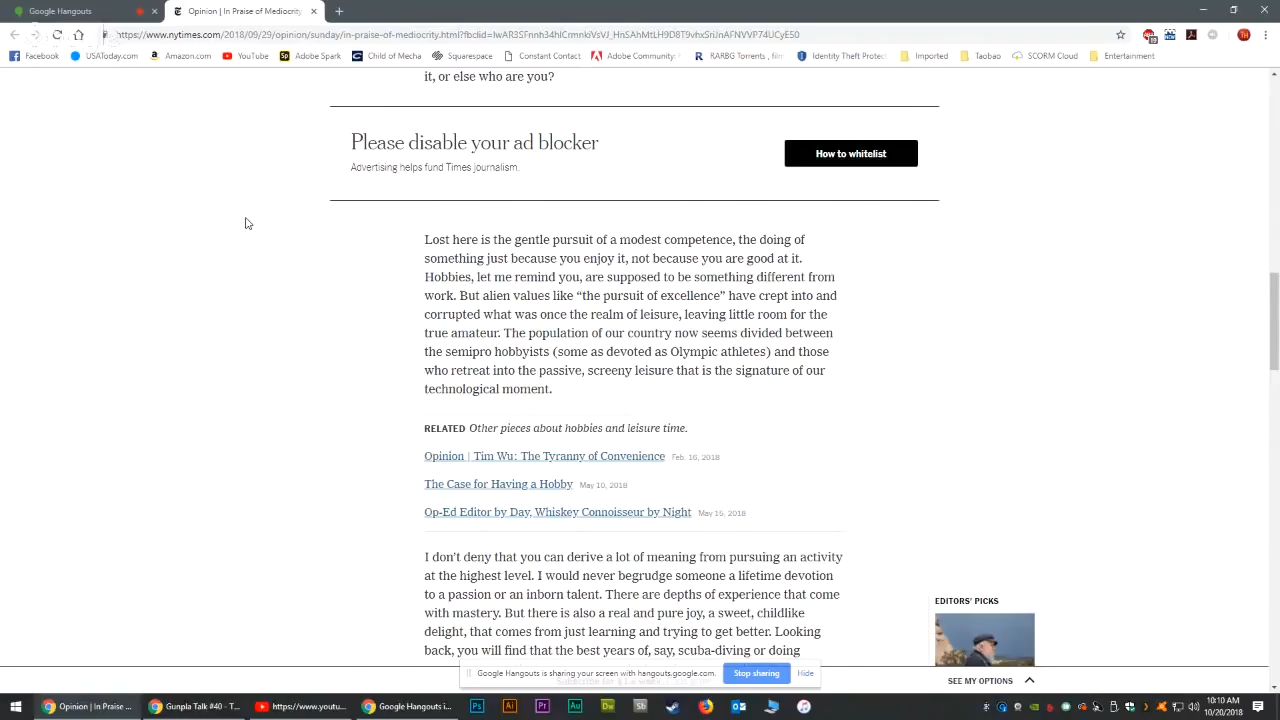 Google Hangouts
Opinion | In Praise of Mediocrity
https://www.nytimes.com/2018/09/29/opinion/sunday/in-praise-of-mediocrity.html
Facebook USAToday.com Amazon.com YouTube Adobe Spark Child of Mecha Squarespace Constant Contact Adobe Community: RARBG Torrents , film Identity Theft Protect Imported Taobao SCORM Cloud Entertainment
it, or else who are you?
Please disable your ad blocker
How to whitelist
Advertising helps fund Times journalism.
Lost here is the gentle pursuit of a modest competence, the doing of
something just because you enjoy it, not because you are good at it.
Hobbies, let me remind you, are supposed to be something different from
work. But alien values like “the pursuit of excellence” have crept into and
corrupted what was once the realm of leisure, leaving little room for the
true amateur. The population of our country now seems divided between
the semipro hobbyists (some as devoted as Olympic athletes) and those
who retreat into the passive, screeny leisure that is the signature of our
technological moment.
RELATED Other pieces about hobbies and leisure time.
Opinion | Tim Wu: The Tyranny of Convenience Feb. 16, 2018
The Case for Having a Hobby May 10, 2018
Op-Ed Editor by Day, Whiskey Connoisseur by Night May 15, 2018
I don’t deny that you can derive a lot of meaning from pursuing an activity
at the highest level. I would never begrudge someone a lifetime devotion
to a passion or an inborn talent. There are depths of experience that come
with mastery. But there is also a real and pure joy, a sweet, childlike
delight, that comes from just learning and trying to get better. Looking
back, you will find that the best years of, say, scuba-diving or doing
EDITORS’ PICKS
Google Hangouts is sharing your screen with hangouts.google.com. Stop sharing Hide
SEE MY OPTIONS
Opinion | In Praise ... Gunpla Talk #40 - T... https://www.youtu... Google Hangouts i... Ps Ai Pr Au Dw Sb
10:10 AM
10/20/2018